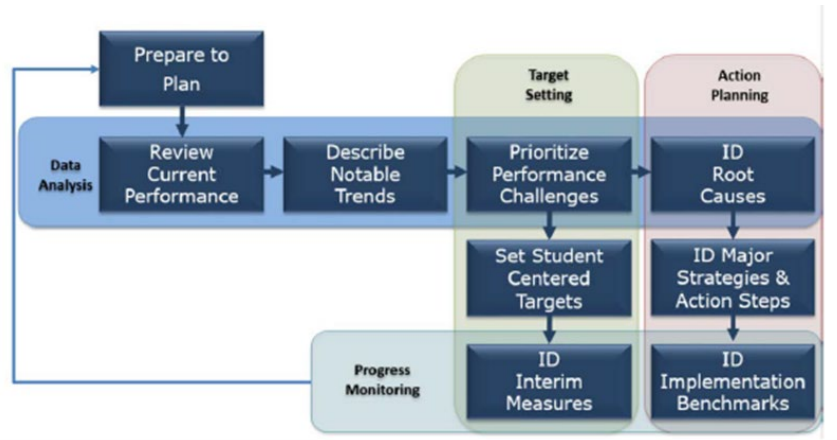 Prepare to
Plan
Target
Setting
Action
Planning
Data
Analysis
Review
Current
Performance
Describe
Notable
Trends
Prioritize
Performance
Challenges
ID
Root
Causes
Set Student
Centered
Targets
ID Major
Strategies &
Action Steps
Progress
Monitoring
ID
Interim
Measures
ID
Implementation
Benchmarks